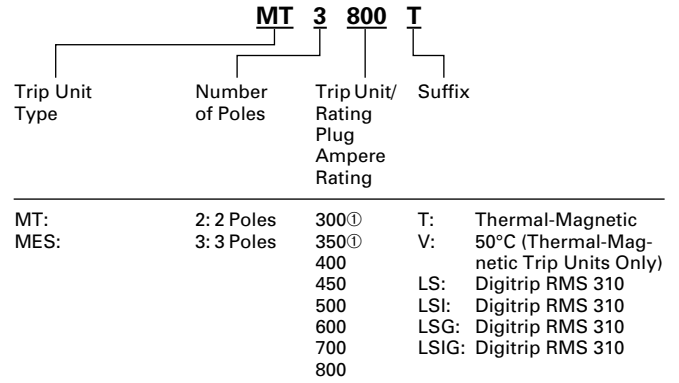 MT 3 800 T
Trip Unit Type
Number of Poles
Trip Unit/ Rating Plug Ampere Rating
Suffix
MT:
MES:
2: 2 Poles
3: 3 Poles
300①
350①
400
450
500
600
700
800
T: Thermal-Magnetic
V: 50°C (Thermal-Mag-
netic Trip Units Only)
LS: Digitrip RMS 310
LSI: Digitrip RMS 310
LSG: Digitrip RMS 310
LSIG: Digitrip RMS 310